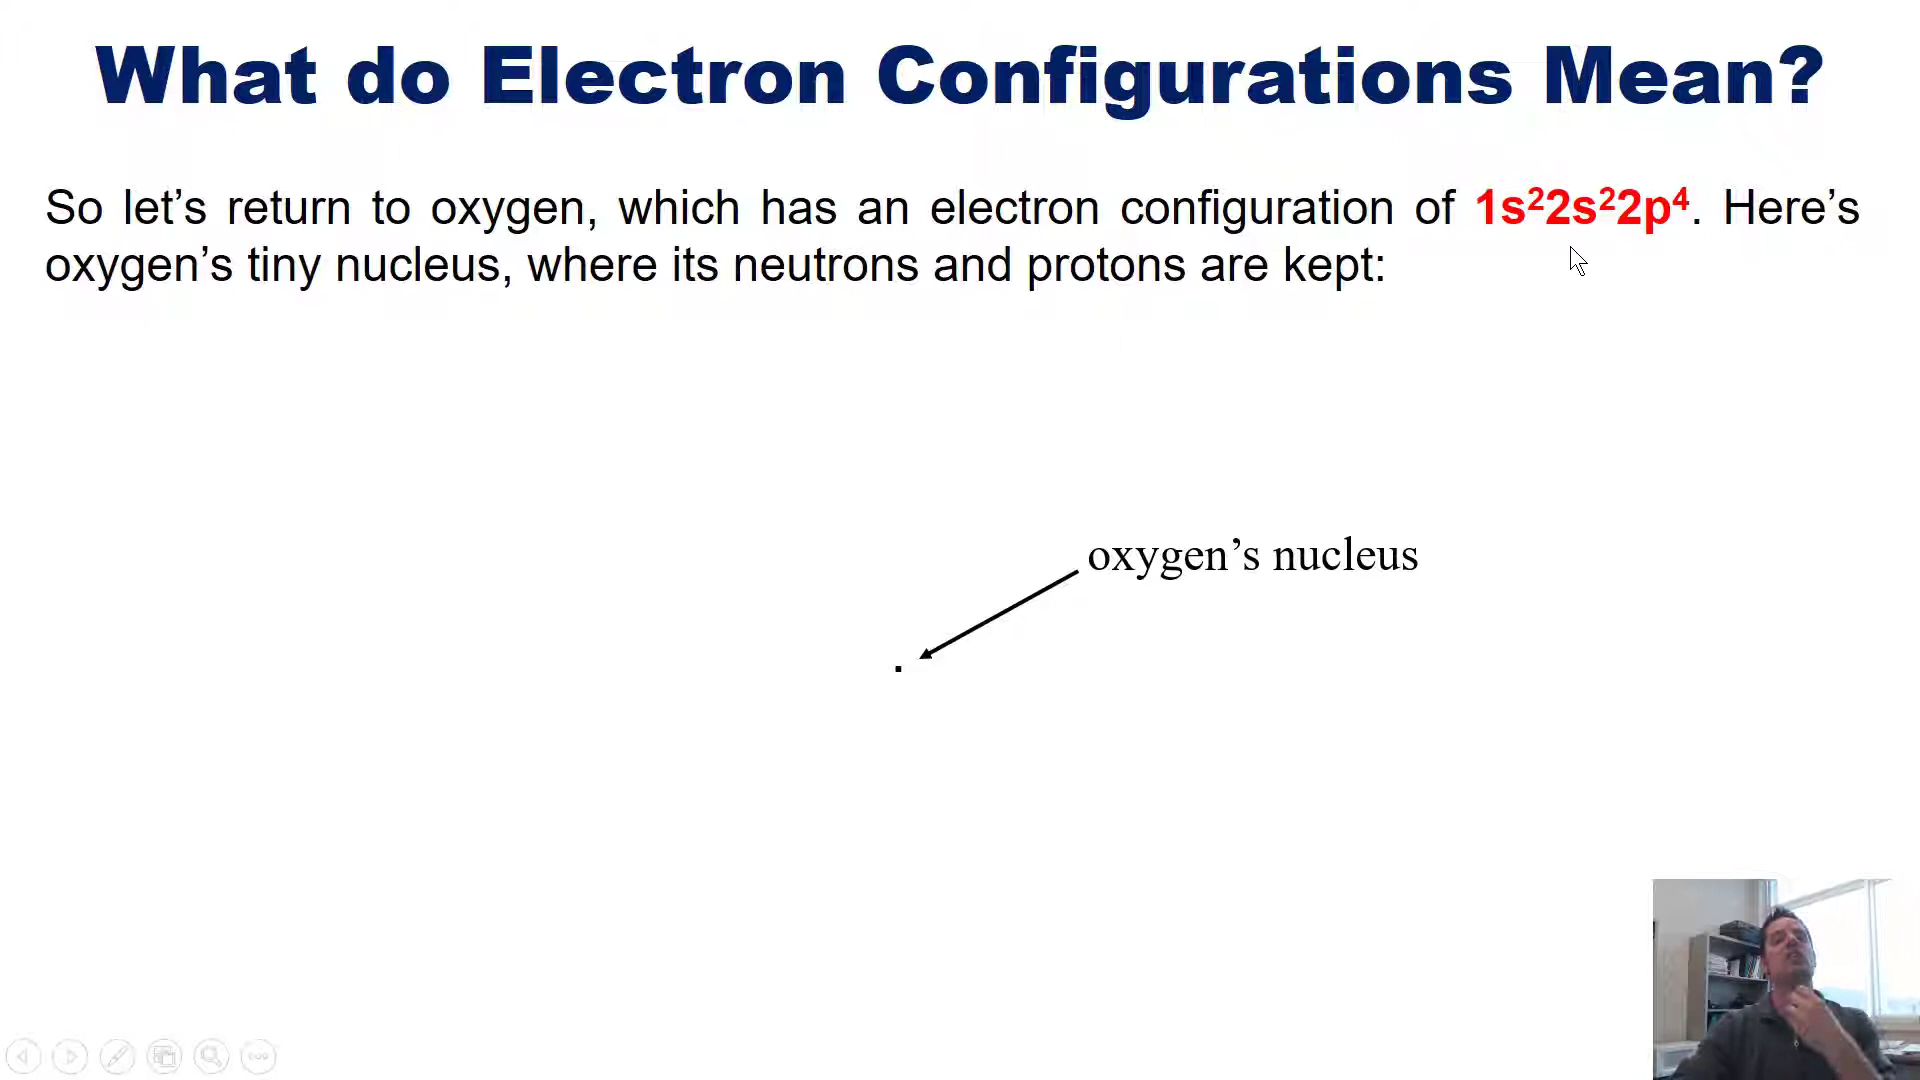 What do Electron Configurations Mean?
So let’s return to oxygen, which has an electron configuration of 1s²2s²2p⁴. Here’s
oxygen’s tiny nucleus, where its neutrons and protons are kept:
oxygen’s nucleus
.